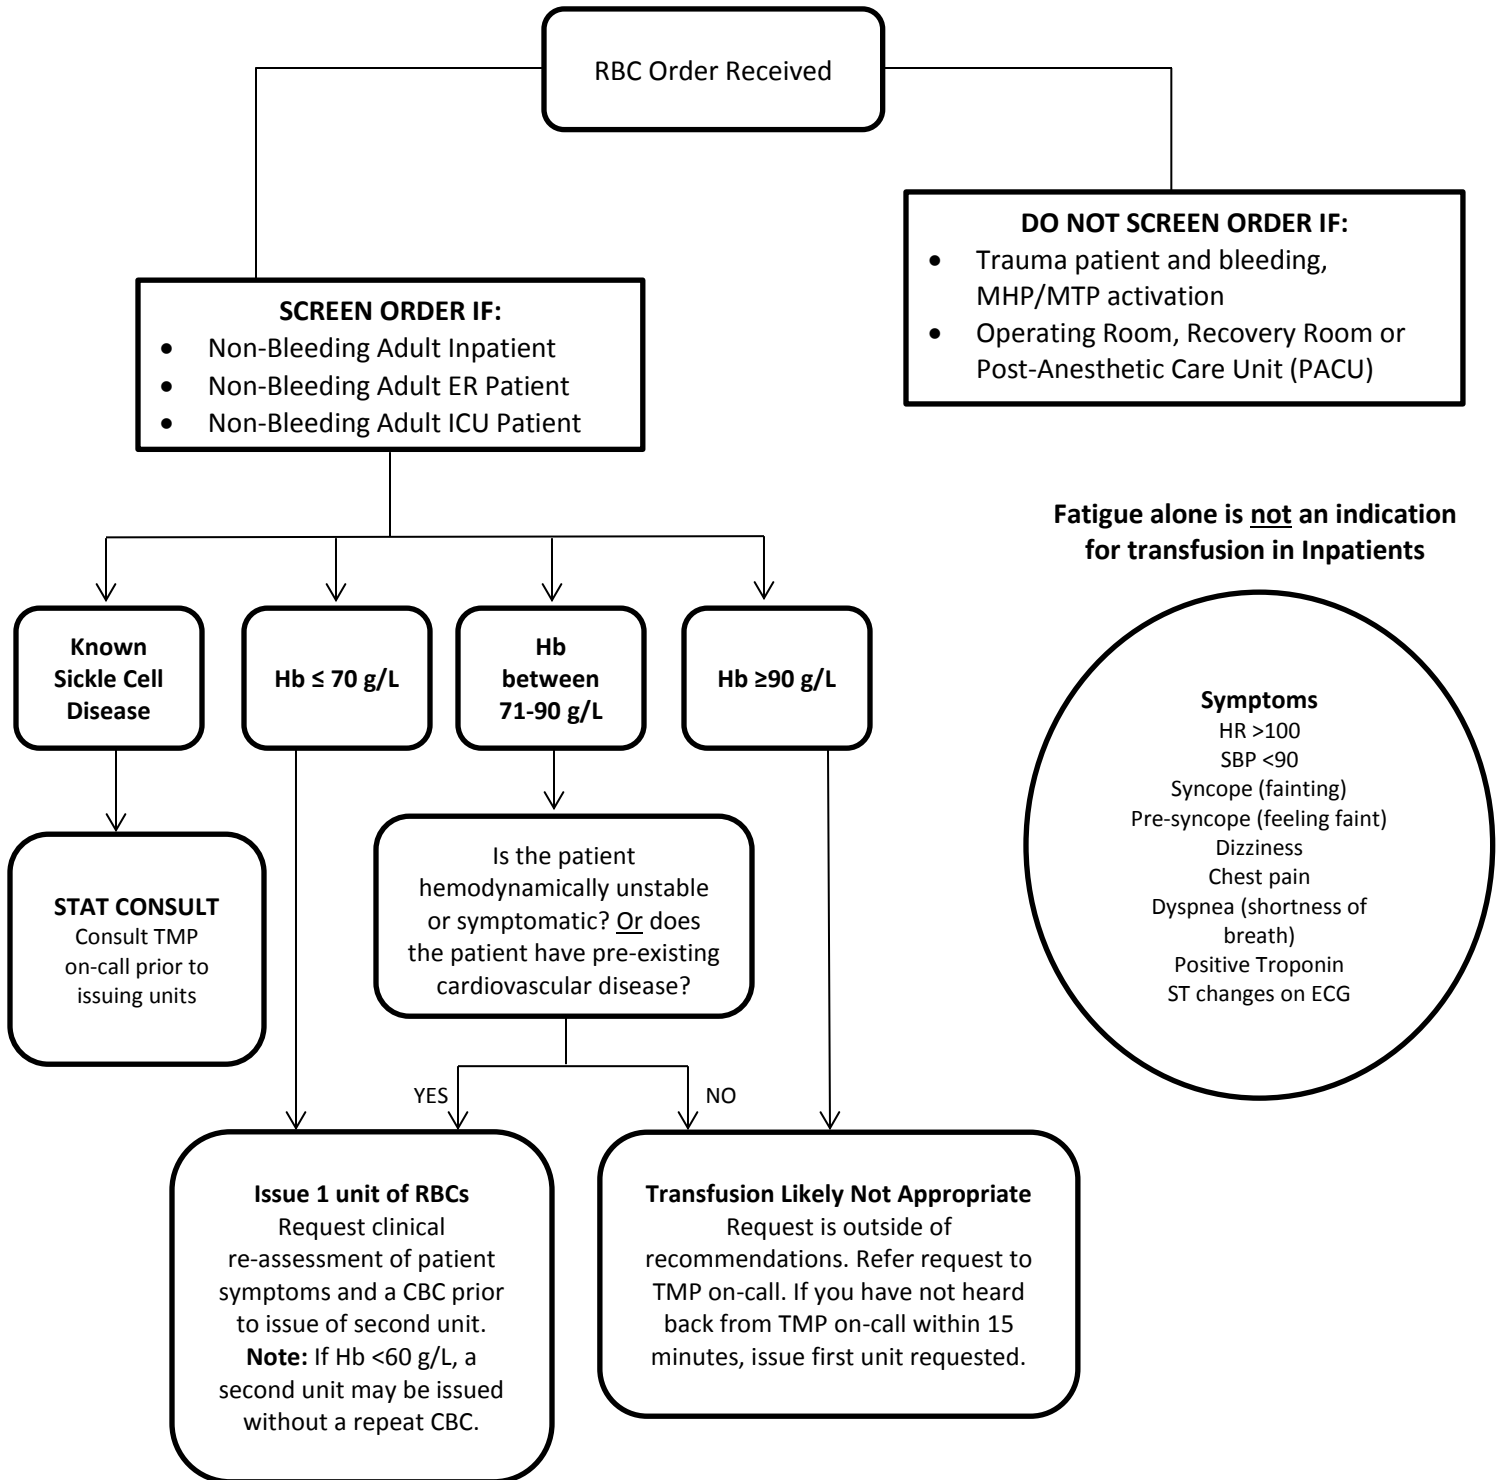 RBC Order Received
DO NOT SCREEN ORDER IF:
• Trauma patient and bleeding,
MHP/MTP activation
• Operating Room, Recovery Room or
Post-Anesthetic Care Unit (PACU)
SCREEN ORDER IF:
• Non-Bleeding Adult Inpatient
• Non-Bleeding Adult ER Patient
• Non-Bleeding Adult ICU Patient
Fatigue alone is not an indication
for transfusion in Inpatients
Known
Sickle Cell
Disease
Hb ≤ 70 g/L
Hb
between
71-90 g/L
Hb ≥90 g/L
Symptoms
HR >100
SBP <90
Syncope (fainting)
Pre-syncope (feeling faint)
Dizziness
Chest pain
Dyspnea (shortness of
breath)
Positive Troponin
ST changes on ECG
STAT CONSULT
Consult TMP
on-call prior to
issuing units
Is the patient
hemodynamically unstable
or symptomatic? Or does
the patient have pre-existing
cardiovascular disease?
YES
NO
Issue 1 unit of RBCs
Request clinical
re-assessment of patient
symptoms and a CBC prior
to issue of second unit.
Note: If Hb <60 g/L, a
second unit may be issued
without a repeat CBC.
Transfusion Likely Not Appropriate
Request is outside of
recommendations. Refer request to
TMP on-call. If you have not heard
back from TMP on-call within 15
minutes, issue first unit requested.